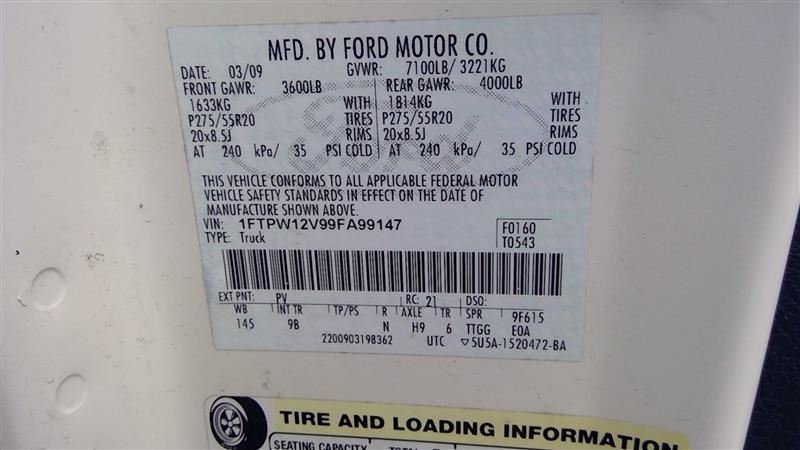 MFD. BY FORD MOTOR CO.
DATE: 03/09 GVWR: 7100LB/ 3221KG
FRONT GAWR: 3600LB REAR GAWR: 4000LB
1633KG WITH 1814KG WITH
P275/55R20 TIRES P275/55R20 TIRES
20x8.5J RIMS 20x8.5J RIMS
AT 240 kPa/ 35 PSI COLD AT 240 kPa/ 35 PSI COLD
THIS VEHICLE CONFORMS TO ALL APPLICABLE FEDERAL MOTOR
VEHICLE SAFETY STANDARDS IN EFFECT ON THE DATE OF
MANUFACTURE SHOWN ABOVE.
VIN: 1FTPW12V99FA99147 F0160
TYPE: Truck T0543
EXT PNT: PV RC: 21 DSO:
WB INT TR TP/PS R AXLE TR SPR 9F615
145 9B N H9 6 TTGG E0A
2200903198362 UTC ▽5U5A-1520472-BA
TIRE AND LOADING INFORMATION
SEATING CAPACITY